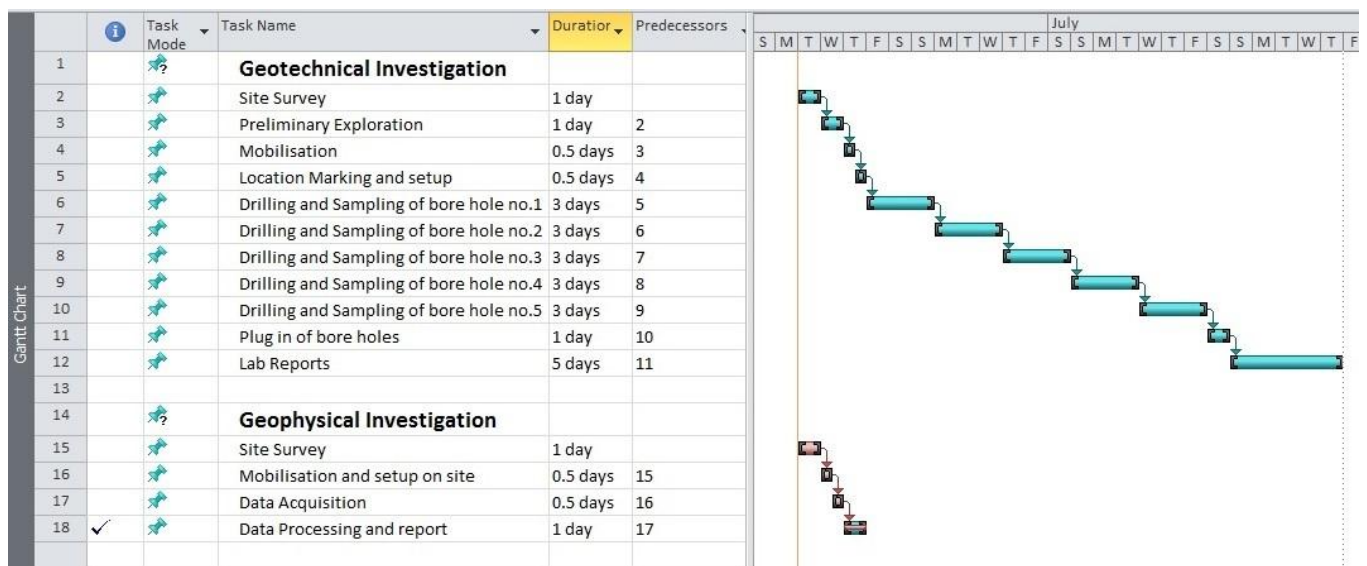 Task Mode
Task Name
Duratior
Predecessors
July
S M T W T F S S M T W T F S S M T W T F S S M T W T F
1 Geotechnical Investigation
2 Site Survey 1 day
3 Preliminary Exploration 1 day 2
4 Mobilisation 0.5 days 3
5 Location Marking and setup 0.5 days 4
6 Drilling and Sampling of bore hole no.1 3 days 5
7 Drilling and Sampling of bore hole no.2 3 days 6
8 Drilling and Sampling of bore hole no.3 3 days 7
9 Drilling and Sampling of bore hole no.4 3 days 8
10 Drilling and Sampling of bore hole no.5 3 days 9
11 Plug in of bore holes 1 day 10
12 Lab Reports 5 days 11
13
14 Geophysical Investigation
15 Site Survey 1 day
16 Mobilisation and setup on site 0.5 days 15
17 Data Acquisition 0.5 days 16
18 Data Processing and report 1 day 17
Gantt Chart